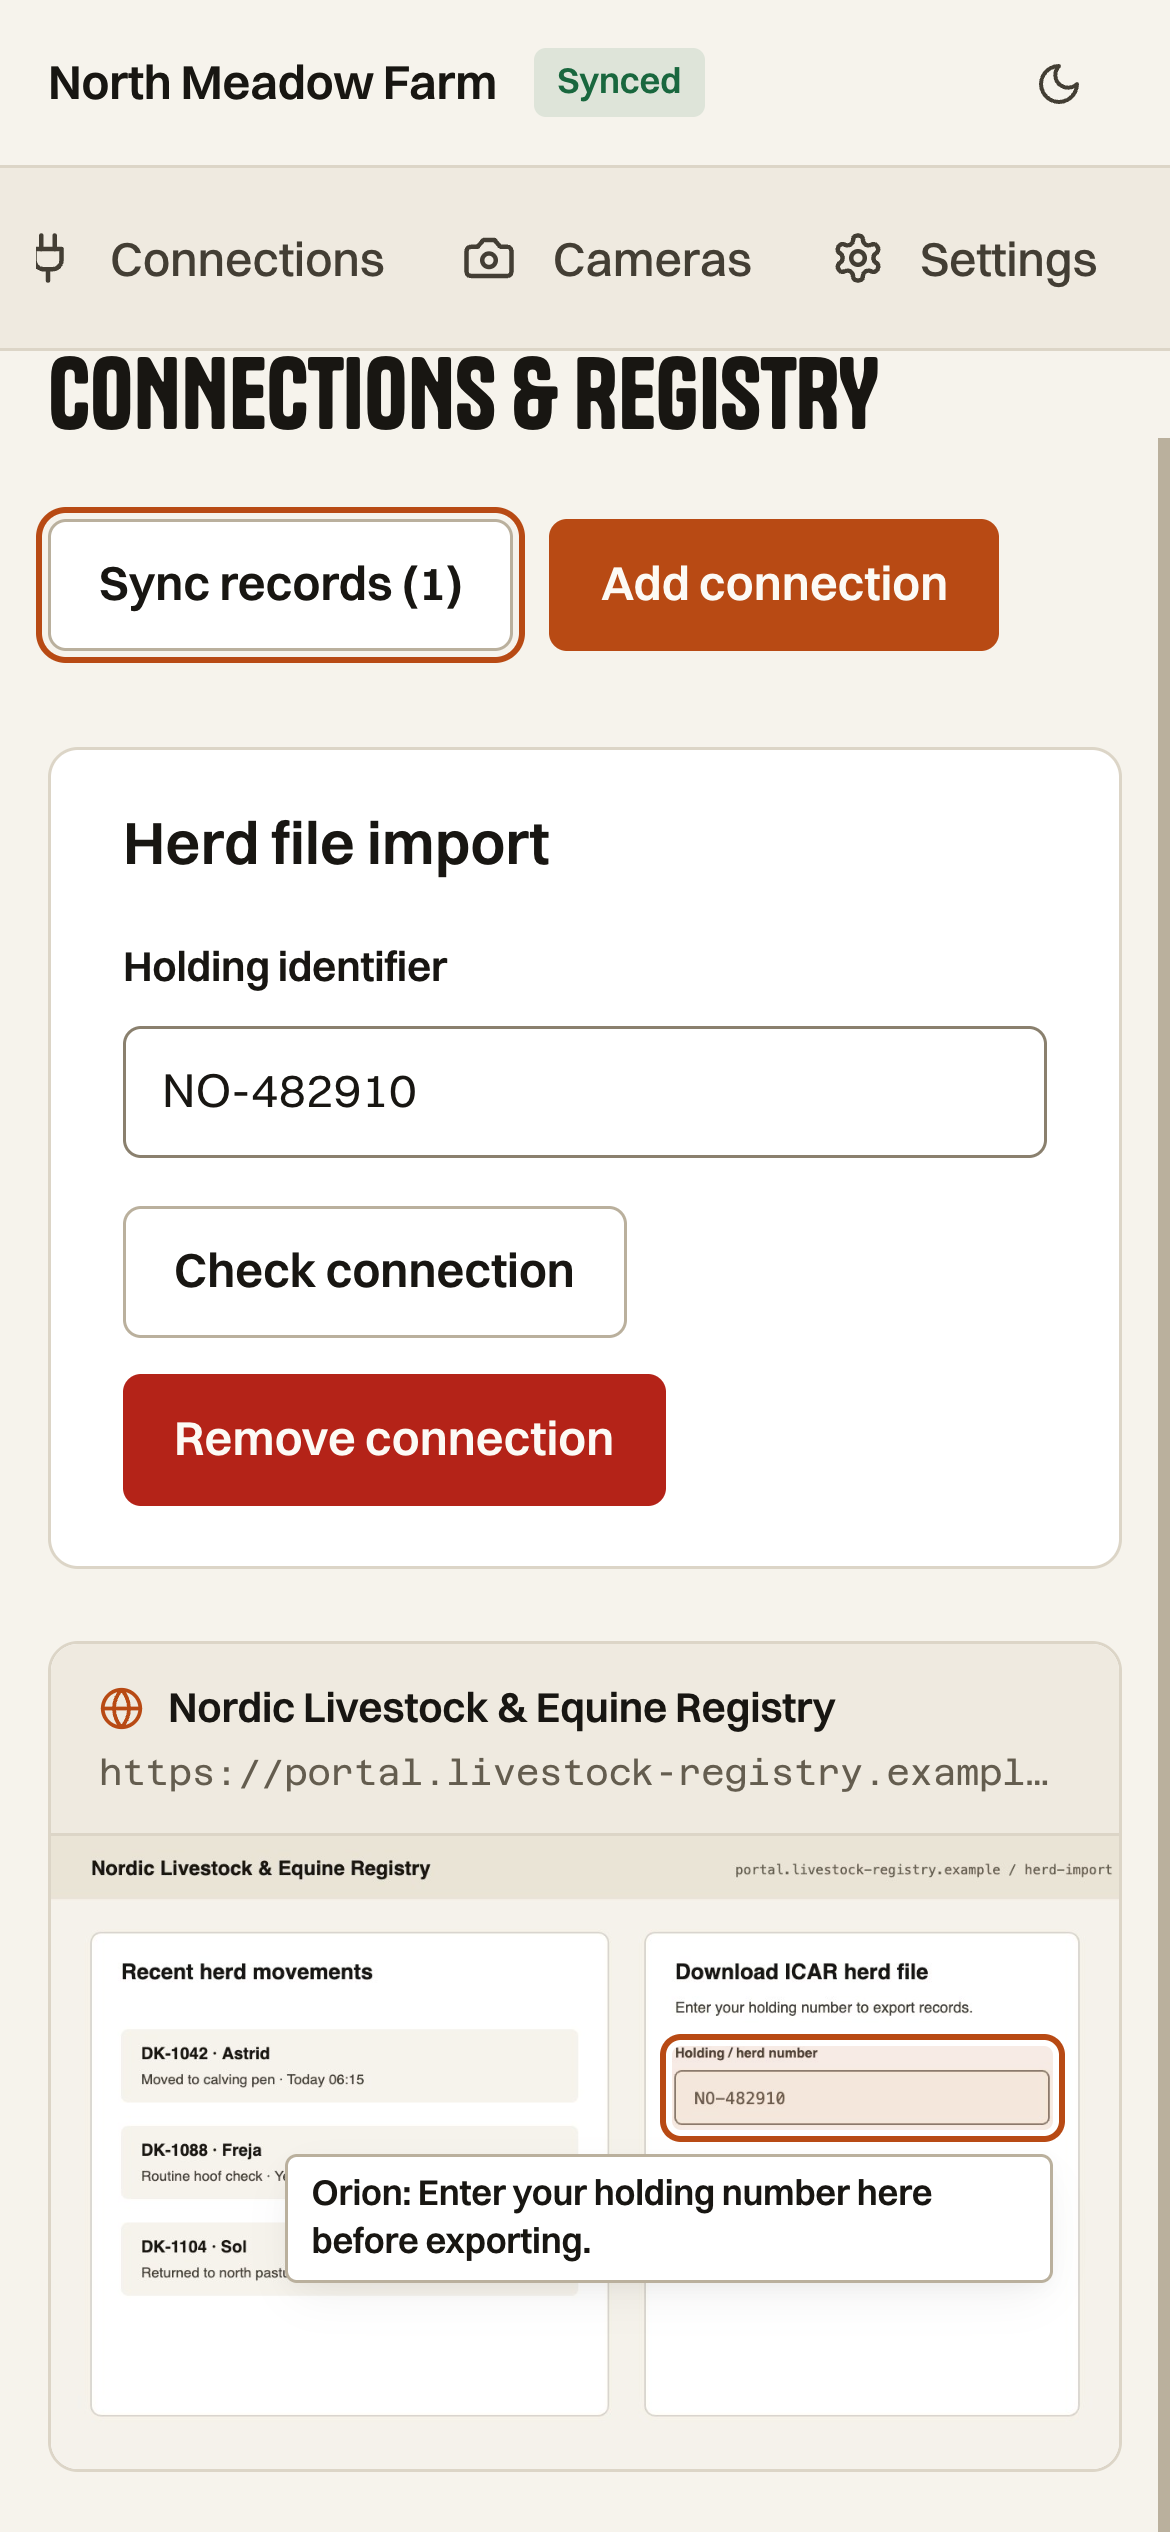 North Meadow Farm
Synced
Connections
Cameras
Settings
CONNECTIONS & REGISTRY
Sync records (1)
Add connection
Herd file import
Holding identifier
NO-482910
Check connection
Remove connection
Nordic Livestock & Equine Registry
https://portal.livestock-registry.exampl…
Nordic Livestock & Equine Registry
portal.livestock-registry.example / herd-import
Recent herd movements
DK-1042 · Astrid
Moved to calving pen · Today 06:15
DK-1088 · Freja
Routine hoof check ·
DK-1104 · Sol
Returned to north
Download ICAR herd file
Enter your holding number to export records.
Holding / herd number
NO-482910
Orion: Enter your holding number here
before exporting.